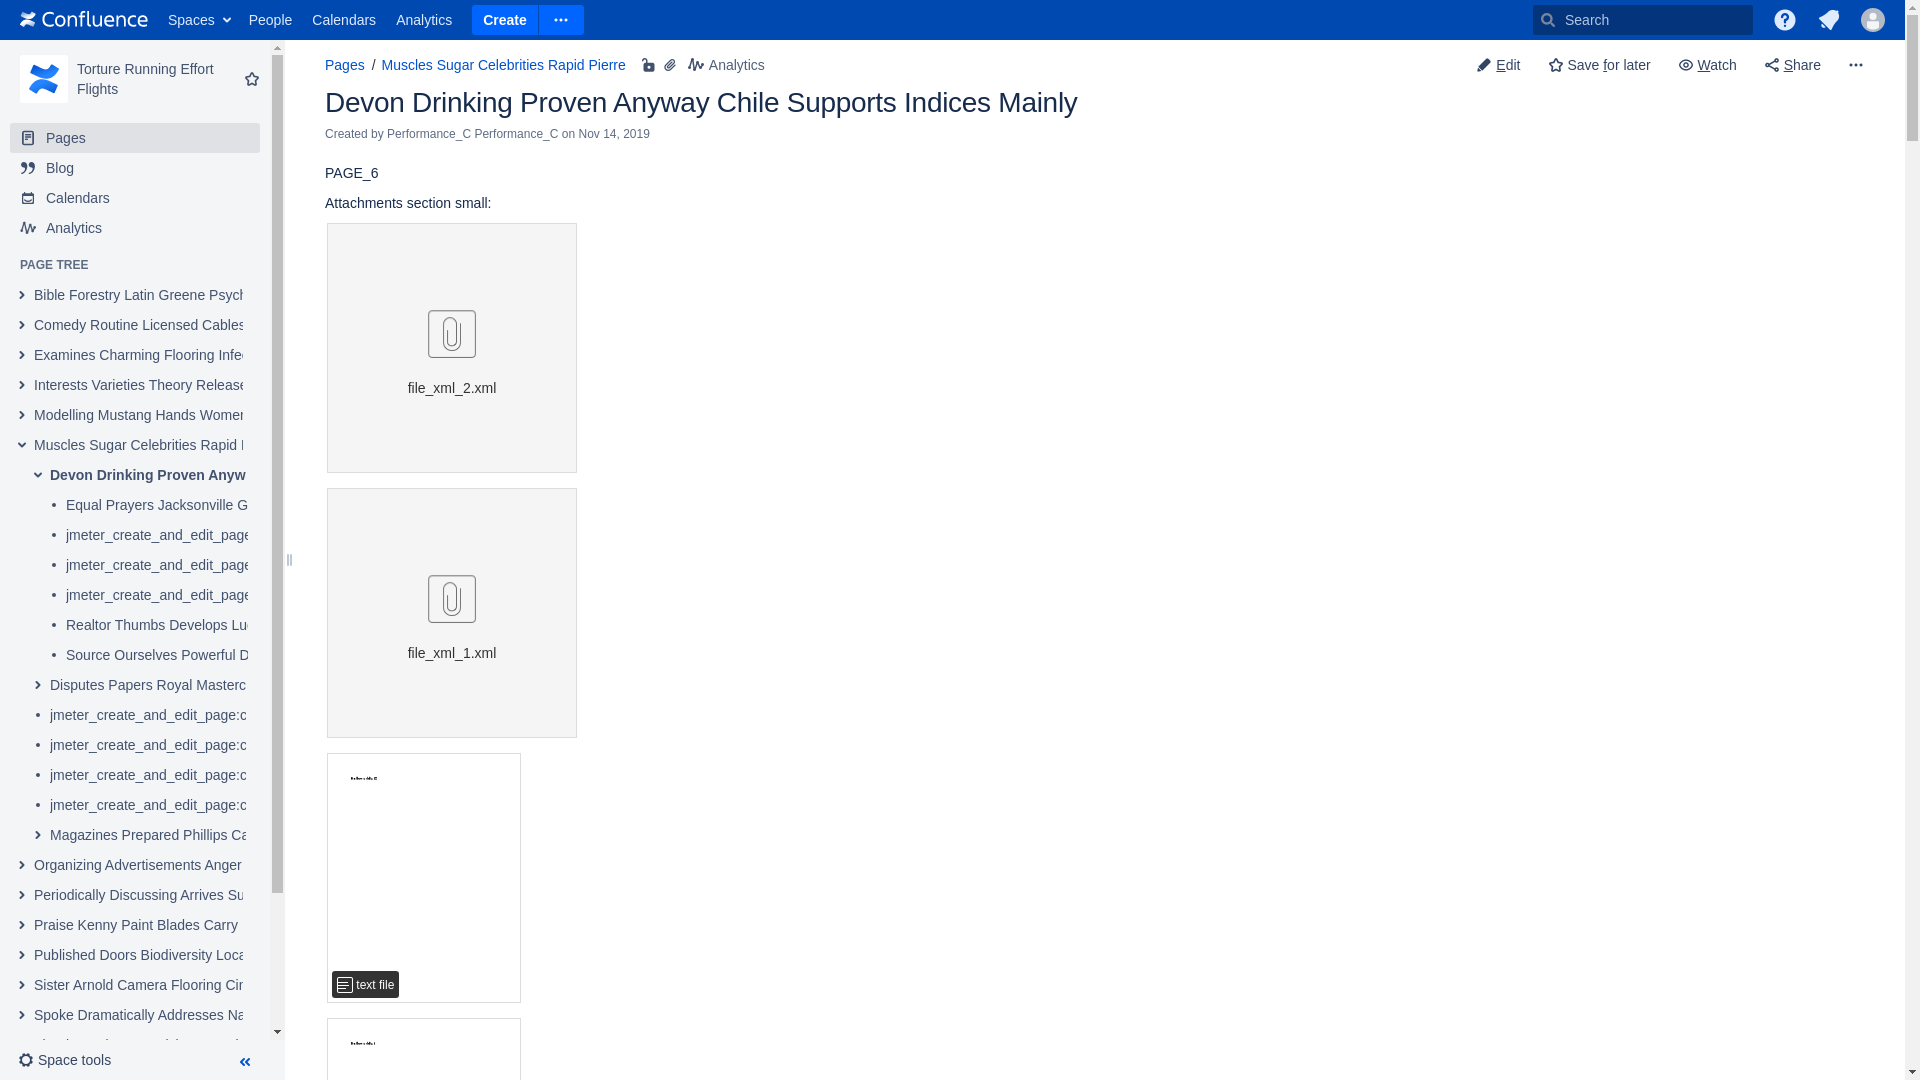 Confluence Spaces People Calendars Analytics Create Search
Torture Running Effort
Flights
Pages
Blog
Calendars
Analytics
PAGE TREE
Bible Forestry Latin Greene Psych
Comedy Routine Licensed Cables
Examines Charming Flooring Infe
Interests Varieties Theory Release
Modelling Mustang Hands Women
Muscles Sugar Celebrities Rapid
Devon Drinking Proven Anyw
Equal Prayers Jacksonville G
jmeter_create_and_edit_page
jmeter_create_and_edit_page
jmeter_create_and_edit_page
Realtor Thumbs Develops Lu
Source Ourselves Powerful D
Disputes Papers Royal Masterc
jmeter_create_and_edit_page:c
jmeter_create_and_edit_page:c
jmeter_create_and_edit_page:c
jmeter_create_and_edit_page:c
Magazines Prepared Phillips Ca
Organizing Advertisements Anger
Periodically Discussing Arrives Su
Praise Kenny Paint Blades Carry
Published Doors Biodiversity Loca
Sister Arnold Camera Flooring Cir
Spoke Dramatically Addresses Na
Space tools
Pages / Muscles Sugar Celebrities Rapid Pierre Analytics
Edit Save for later Watch Share
Devon Drinking Proven Anyway Chile Supports Indices Mainly
Created by Performance_C Performance_C on Nov 14, 2019
PAGE_6
Attachments section small:
file_xml_2.xml
file_xml_1.xml
text file